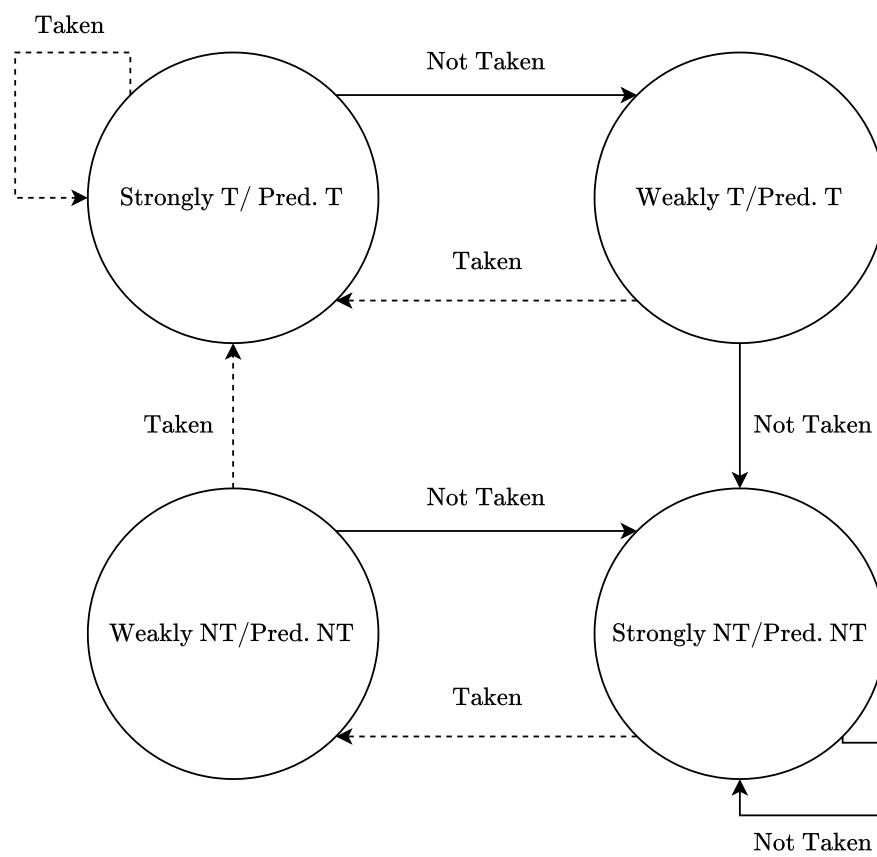 Taken
Not Taken
Strongly T/ Pred. T
Weakly T/Pred. T
Taken
Taken
Not Taken
Not Taken
Weakly NT/Pred. NT
Strongly NT/Pred. NT
Taken
Not Taken